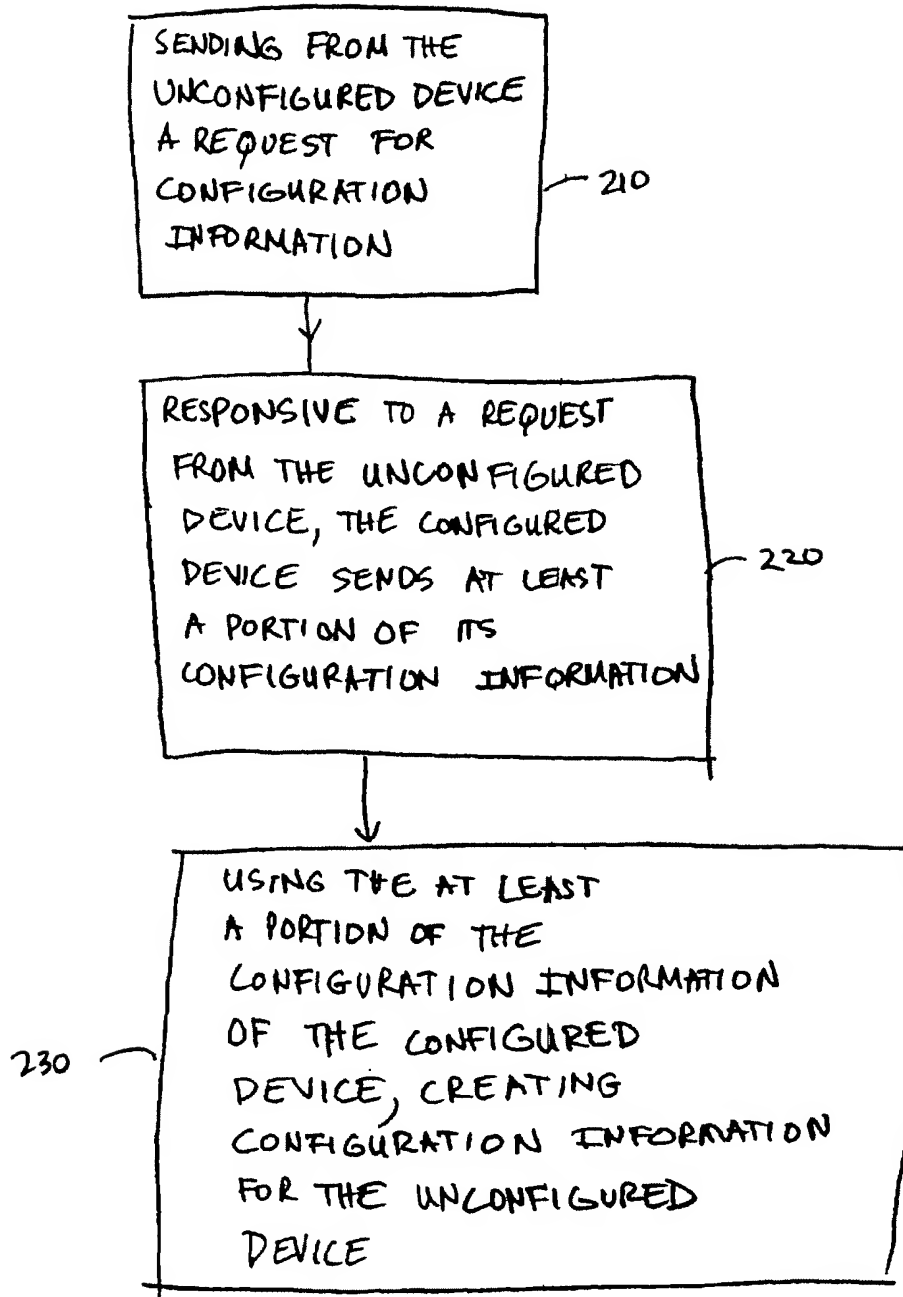 SENDING FROM THE
UNCONFIGURED DEVICE
A REQUEST FOR
CONFIGURATION
INFORMATION
210
RESPONSIVE TO A REQUEST
FROM THE UNCONFIGURED
DEVICE, THE CONFIGURED
DEVICE SENDS AT LEAST
A PORTION OF ITS
CONFIGURATION INFORMATION
220
USING THE AT LEAST
A PORTION OF THE
CONFIGURATION INFORMATION
OF THE CONFIGURED
DEVICE, CREATING
CONFIGURATION INFORMATION
FOR THE UNCONFIGURED
DEVICE
230